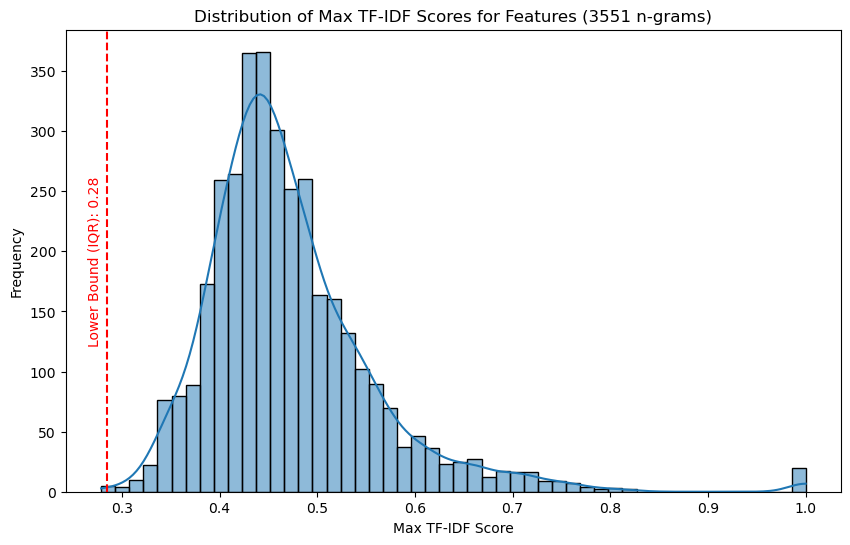 Distribution of Max TF-IDF Scores for Features (3551 n-grams)
Frequency
350
300
250
200
150
100
50
0
Lower Bound (IQR): 0.28
0.3 0.4 0.5 0.6 0.7 0.8 0.9 1.0
Max TF-IDF Score